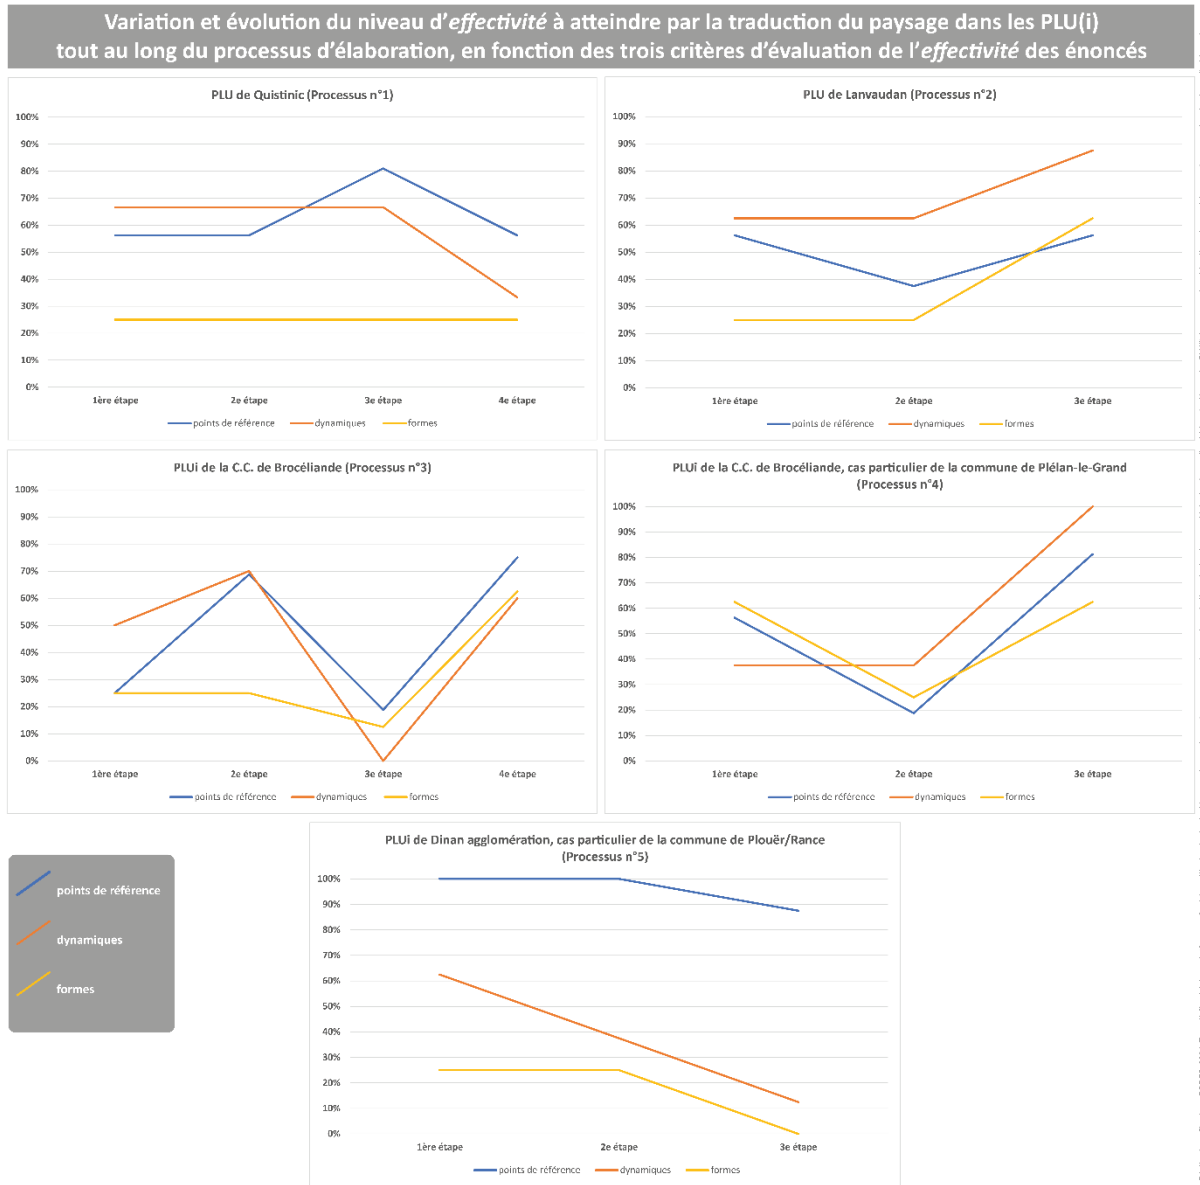 Variation et évolution du niveau d'effectivité à atteindre par la traduction du paysage dans les PLU(i)
tout au long du processus d'élaboration, en fonction des trois critères d'évaluation de l'effectivité des énoncés
PLU de Quistinic (Processus n°1)
100%
90%
80%
70%
60%
50%
40%
30%
20%
10%
0%
1ère étape 2e étape 3e étape 4e étape
points de référence dynamiques formes
PLU de Lanvaudan (Processus n°2)
100%
90%
80%
70%
60%
50%
40%
30%
20%
10%
0%
1ère étape 2e étape 3e étape
points de référence dynamiques formes
PLUi de la C.C. de Brocéliande (Processus n°3)
100%
90%
80%
70%
60%
50%
40%
30%
20%
10%
0%
1ère étape 2e étape 3e étape 4e étape
points de référence dynamiques formes
PLUi de la C.C. de Brocéliande, cas particulier de la commune de Plélan-le-Grand
(Processus n°4)
100%
90%
80%
70%
60%
50%
40%
30%
20%
10%
0%
1ère étape 2e étape 3e étape
points de référence dynamiques formes
points de référence
dynamiques
formes
PLUi de Dinan agglomération, cas particulier de la commune de Plouër/Rance
(Processus n°5)
100%
90%
80%
70%
60%
50%
40%
30%
20%
10%
0%
1ère étape 2e étape 3e étape
points de référence dynamiques formes